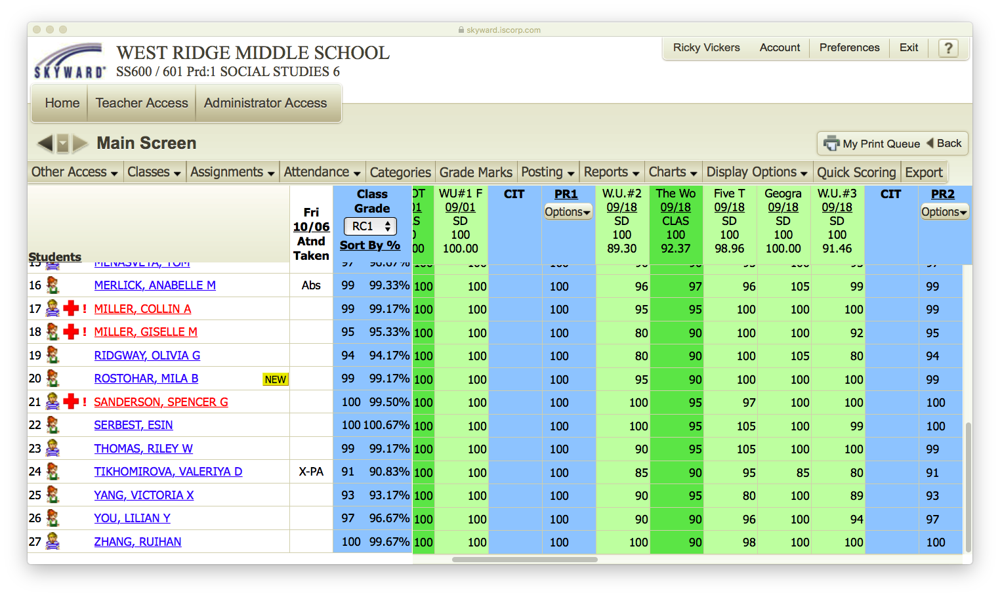 skyward.iscorp.com
SKYWARD
WEST RIDGE MIDDLE SCHOOL
SS600 / 601 Prd:1 SOCIAL STUDIES 6
Ricky Vickers Account Preferences Exit ?
Home Teacher Access Administrator Access
Main Screen
My Print Queue Back
Other Access Classes Assignments Attendance Categories Grade Marks Posting Reports Charts Display Options Quick Scoring Export
Students
Fri
10/06
Atnd
Taken
Class
Grade
RC1
Sort By %
WU#1 F
09/01
SD
100
100.00
CIT
PR1
Options
W.U.#2
09/18
SD
100
89.30
The Wo
09/18
CLAS
100
92.37
Five T
09/18
SD
100
98.96
Geogra
09/18
SD
100
100.00
W.U.#3
09/18
SD
100
91.46
CIT
PR2
Options
15 MENASVETA, TOM 97 96.67% 100 100 100
16 MERLICK, ANABELLE M Abs 99 99.33% 100 100 100 96 97 96 105 99 99
17 ! MILLER, COLLIN A 99 99.17% 100 100 100 95 95 100 100 100 99
18 ! MILLER, GISELLE M 95 95.33% 100 100 100 80 90 100 100 92 95
19 RIDGWAY, OLIVIA G 94 94.17% 100 100 100 80 90 100 105 80 94
20 ROSTOHAR, MILA B NEW 99 99.17% 100 100 100 95 90 100 100 100 99
21 ! SANDERSON, SPENCER G 100 99.50% 100 100 100 100 95 97 100 100 100
22 SERBEST, ESIN 100 100.67% 100 100 100 100 95 105 100 99 100
23 THOMAS, RILEY W 99 99.17% 100 100 100 90 95 105 100 100 99
24 TIKHOMIROVA, VALERIYA D X-PA 91 90.83% 100 100 100 85 90 95 85 80 91
25 YANG, VICTORIA X 93 93.17% 100 100 100 90 95 80 100 89 93
26 YOU, LILIAN Y 97 96.67% 100 100 100 90 90 96 100 94 97
27 ZHANG, RUIHAN 100 99.67% 100 100 100 100 90 98 100 100 100